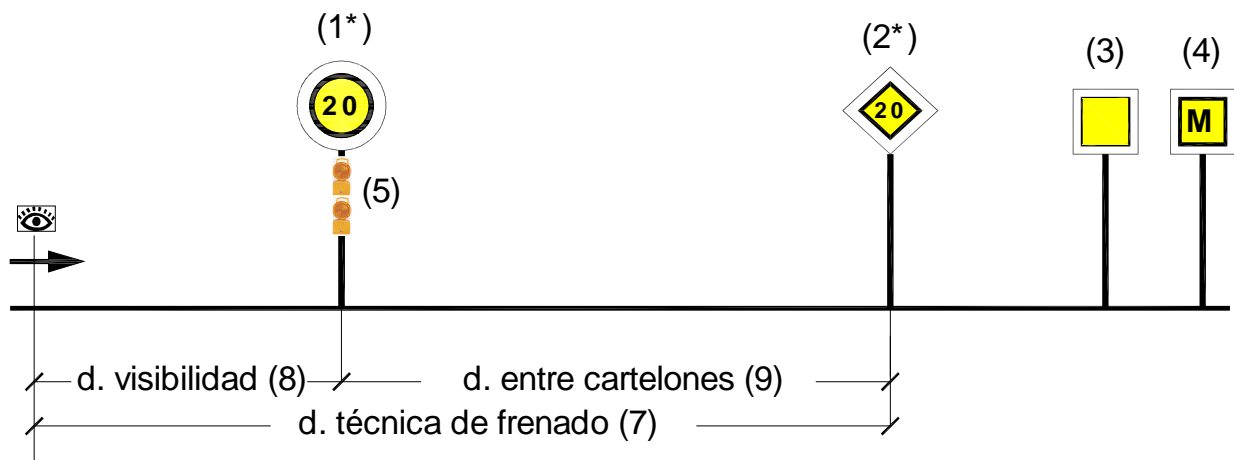 (1*)
(2*)
(3)
(4)
20
20
M
(5)
d. visibilidad (8)
d. entre cartelones (9)
d. técnica de frenado (7)